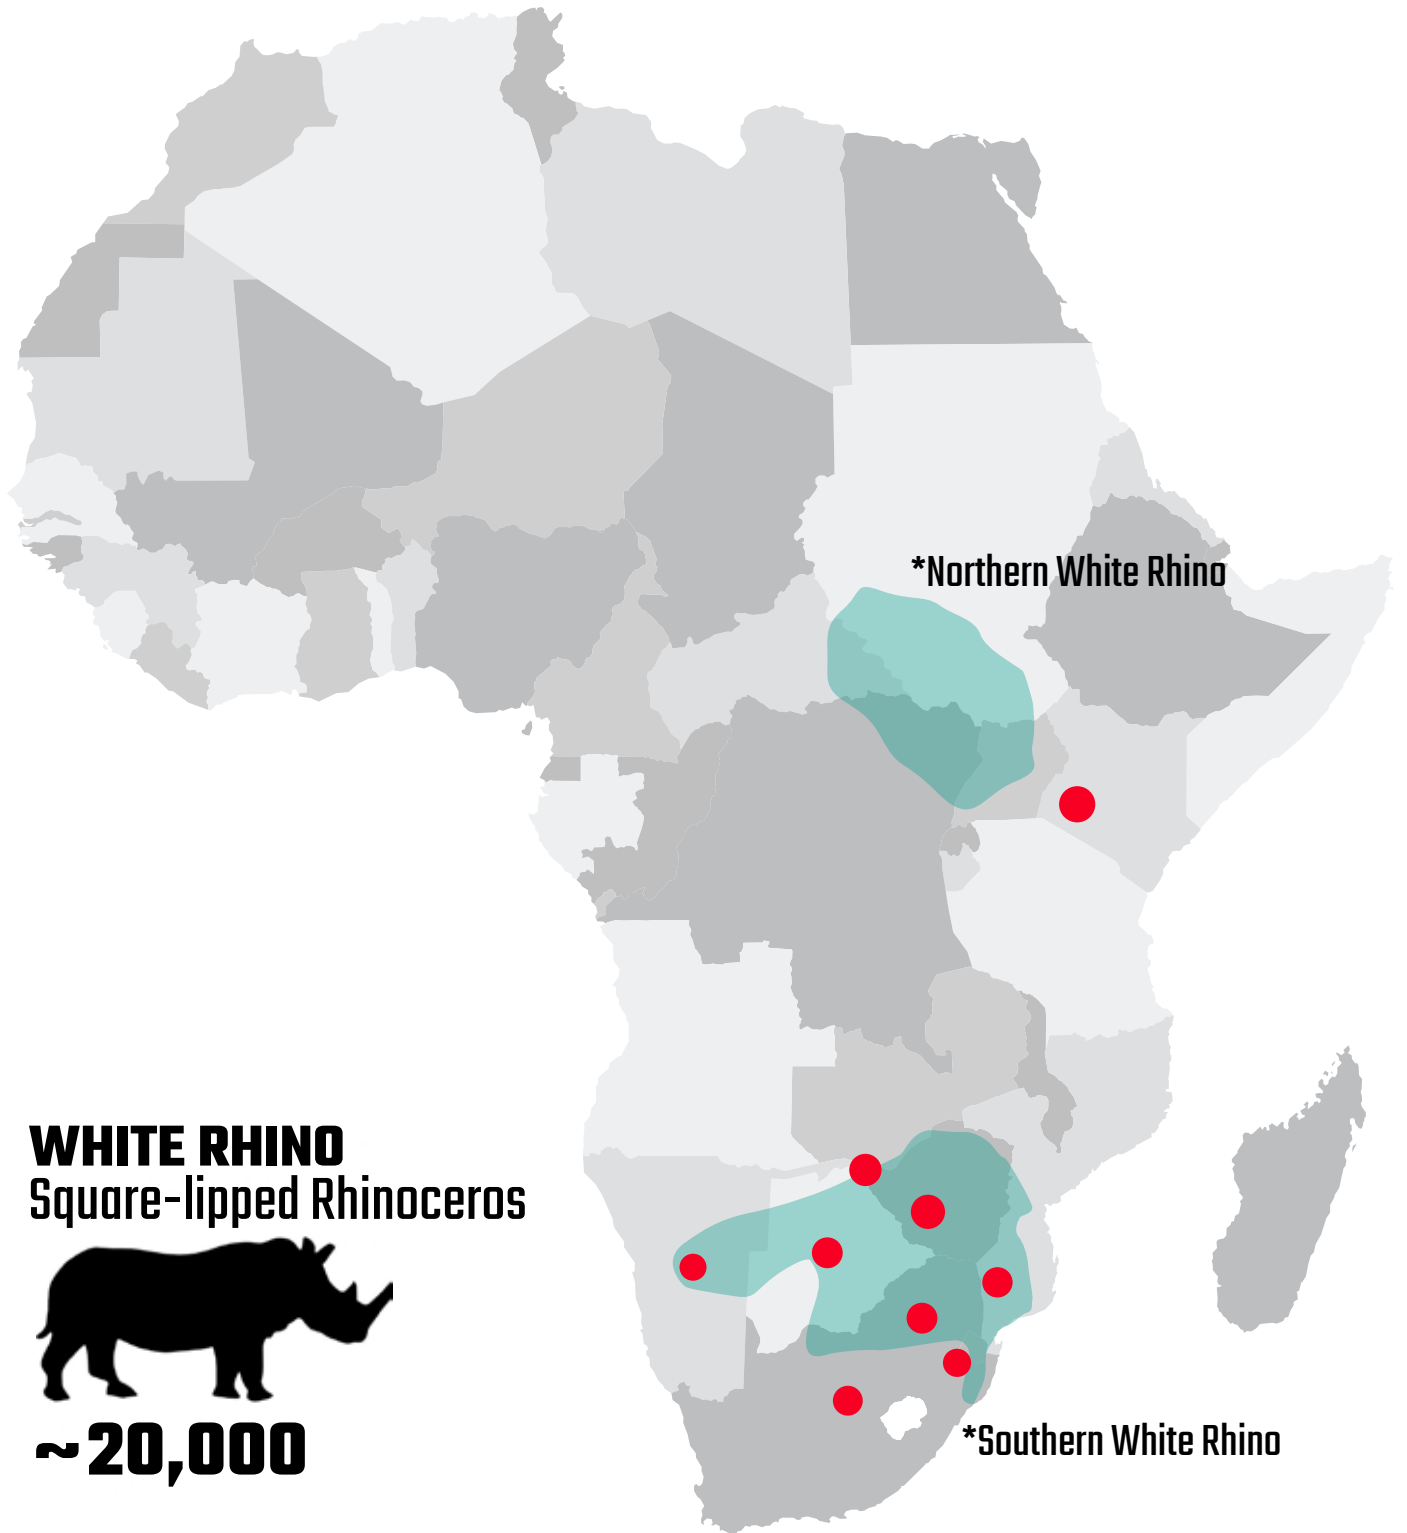 *Northern White Rhino
WHITE RHINO
Square-lipped Rhinoceros
~20,000
*Southern White Rhino